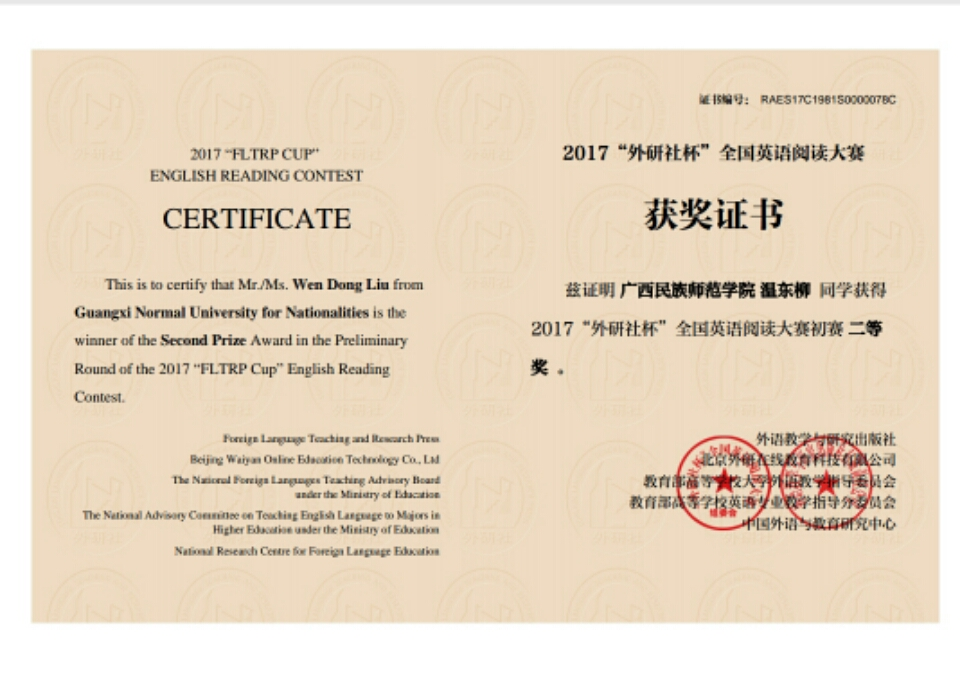 2017 “FLTRP CUP”
ENGLISH READING CONTEST
CERTIFICATE
This is to certify that Mr./Ms. Wen Dong Liu from
Guangxi Normal University for Nationalities is the
winner of the Second Prize Award in the Preliminary
Round of the 2017 “FLTRP Cup” English Reading
Contest.
Foreign Language Teaching and Research Press
Beijing Waiyan Online Education Technology Co., Ltd
The National Foreign Languages Teaching Advisory Board
under the Ministry of Education
The National Advisory Committee on Teaching English Language to Majors in
Higher Education under the Ministry of Education
National Research Centre for Foreign Language Education
证书编号： RAES17C1981S0000078C
2017“外研社杯”全国英语阅读大赛
获奖证书
兹证明 广西民族师范学院 温东柳 同学获得
2017“外研社杯”全国英语阅读大赛初赛 二等
奖 。
外语教学与研究出版社
北京外研在线教育科技有限公司
教育部高等学校大学外语教学指导委员会
教育部高等学校英语专业教学指导分委员会
中国外语与教育研究中心
组委会